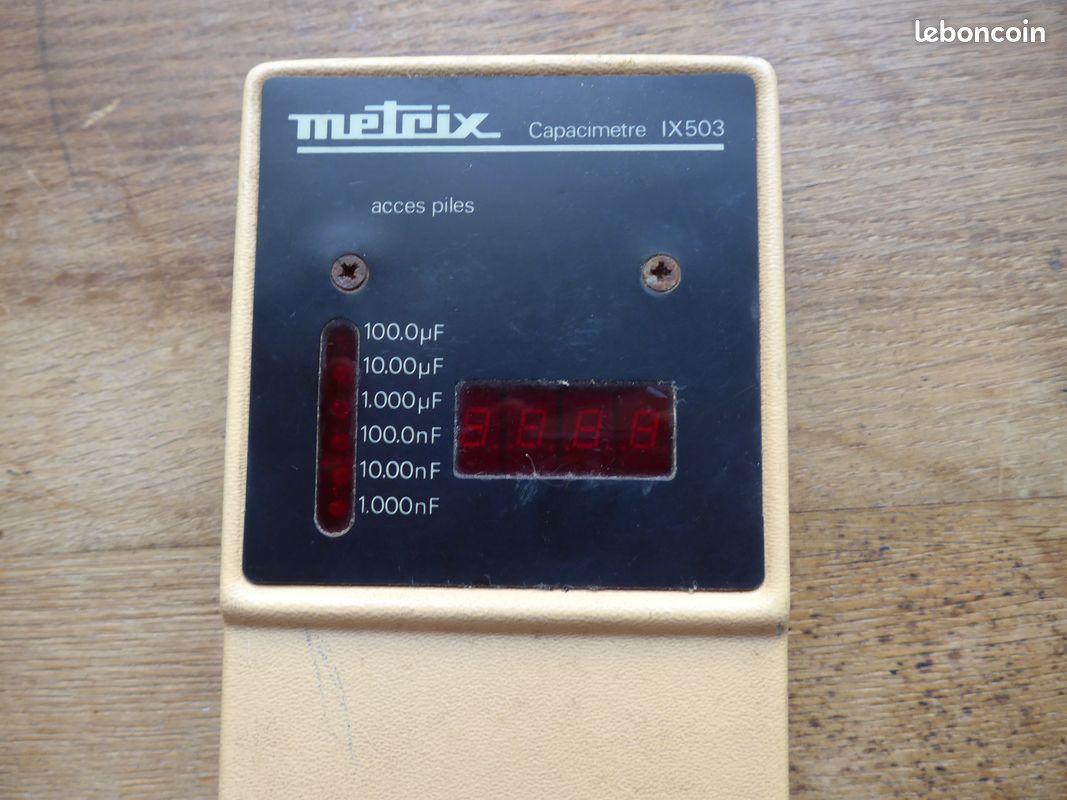 leboncoin
metrix Capacimetre IX503
acces piles
100.0µF
10.00µF
1.000µF
100.0nF
10.00nF
1.000nF